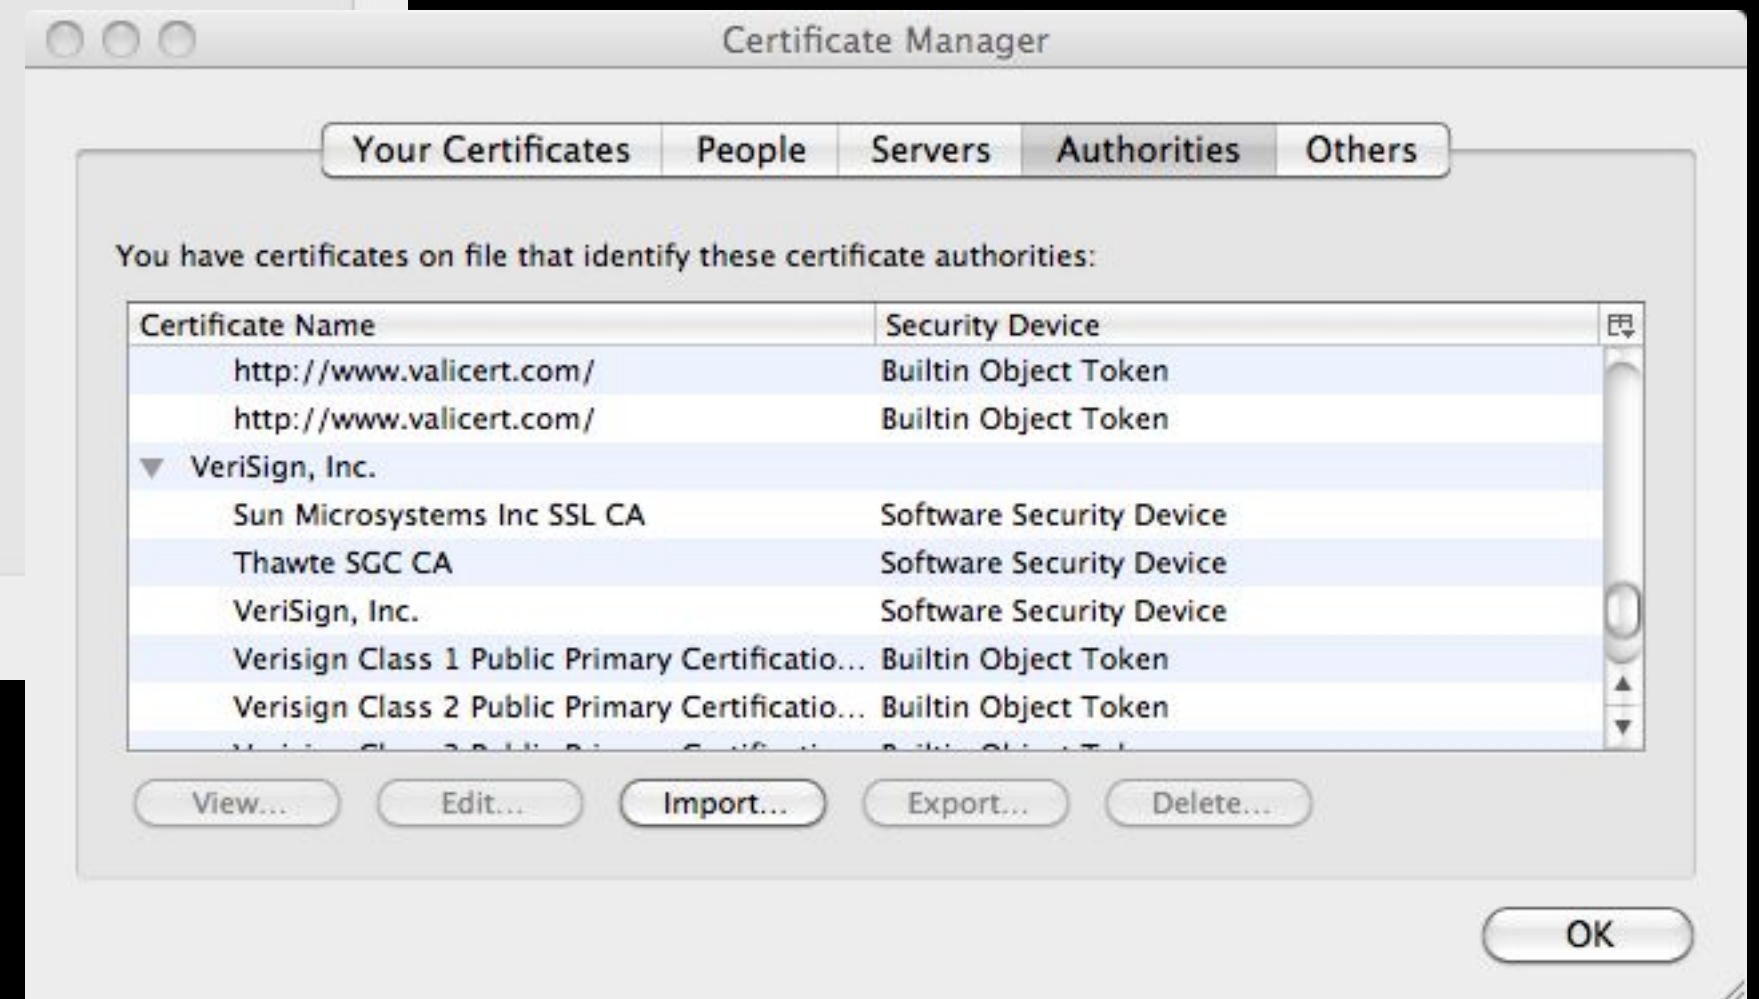 Certificate Manager
Your Certificates People Servers Authorities Others
You have certificates on file that identify these certificate authorities:
Certificate Name Security Device
http://www.valicert.com/ Builtin Object Token
http://www.valicert.com/ Builtin Object Token
VeriSign, Inc.
Sun Microsystems Inc SSL CA Software Security Device
Thawte SGC CA Software Security Device
VeriSign, Inc. Software Security Device
Verisign Class 1 Public Primary Certificatio... Builtin Object Token
Verisign Class 2 Public Primary Certificatio... Builtin Object Token
View... Edit... Import... Export... Delete...
OK